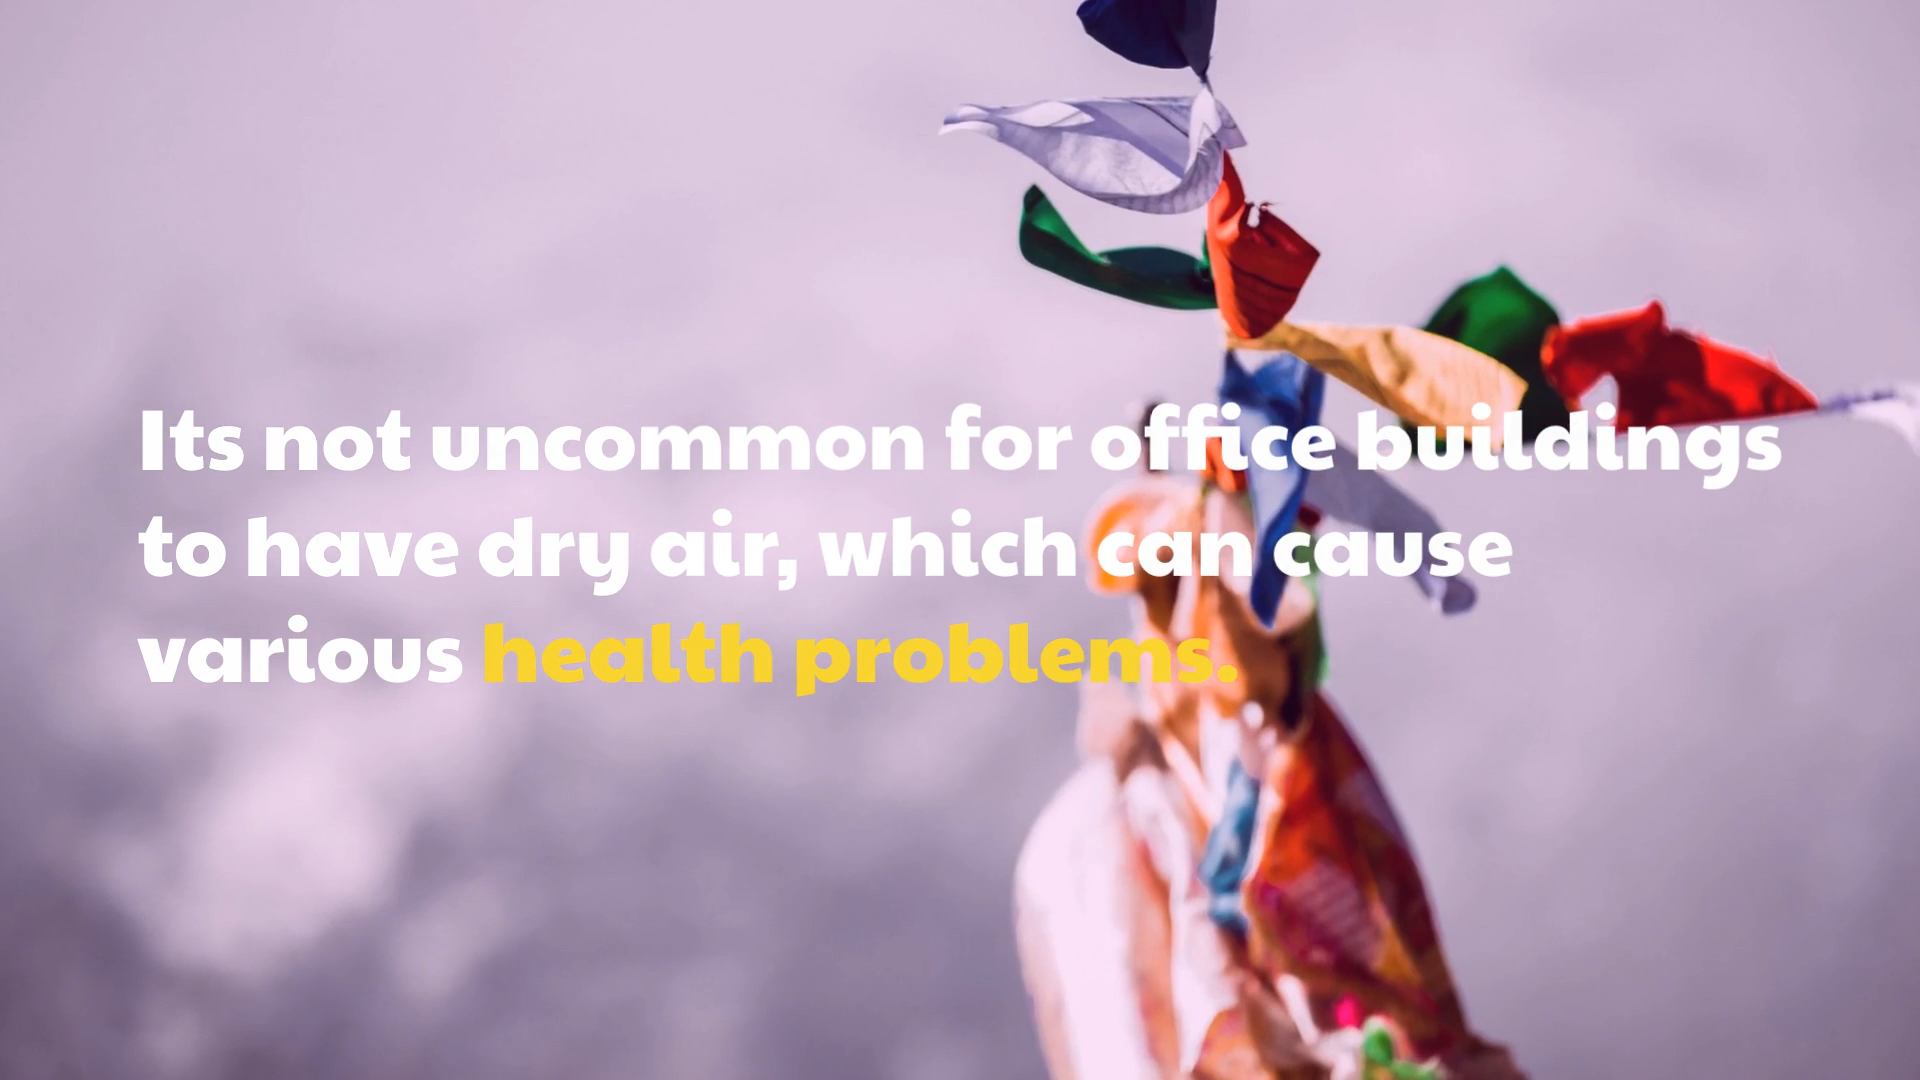 Its not uncommon for office buildings
to have dry air, which can cause
various health problems.